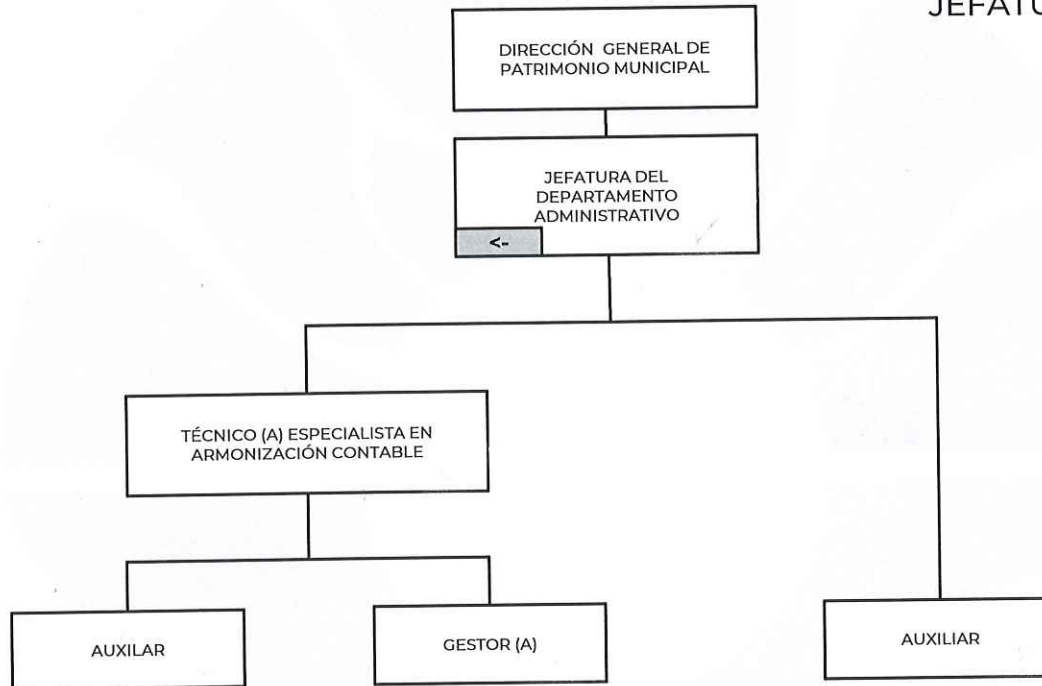 JEFATU
DIRECCIÓN GENERAL DE
PATRIMONIO MUNICIPAL
JEFATURA DEL
DEPARTAMENTO
ADMINISTRATIVO
<-
TÉCNICO (A) ESPECIALISTA EN
ARMONIZACIÓN CONTABLE
AUXILAR
GESTOR (A)
AUXILIAR